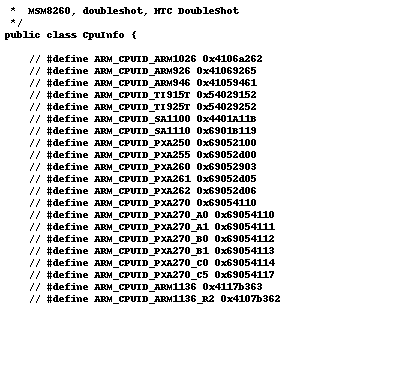 *  MSM8260, doubleshot, HTC DoubleShot
*/
public class CpuInfo {
// #define ARM_CPUID_ARM1026 0x4106a262
// #define ARM_CPUID_ARM926 0x41069265
// #define ARM_CPUID_ARM946 0x41059461
// #define ARM_CPUID_TI915T 0x54029152
// #define ARM_CPUID_TI925T 0x54029252
// #define ARM_CPUID_SA1100 0x4401A11B
// #define ARM_CPUID_SA1110 0x6901B119
// #define ARM_CPUID_PXA250 0x69052100
// #define ARM_CPUID_PXA255 0x69052d00
// #define ARM_CPUID_PXA260 0x69052903
// #define ARM_CPUID_PXA261 0x69052d05
// #define ARM_CPUID_PXA262 0x69052d06
// #define ARM_CPUID_PXA270 0x69054110
// #define ARM_CPUID_PXA270_A0 0x69054110
// #define ARM_CPUID_PXA270_A1 0x69054111
// #define ARM_CPUID_PXA270_B0 0x69054112
// #define ARM_CPUID_PXA270_B1 0x69054113
// #define ARM_CPUID_PXA270_C0 0x69054114
// #define ARM_CPUID_PXA270_C5 0x69054117
// #define ARM_CPUID_ARM1136 0x4117b363
// #define ARM_CPUID_ARM1136_R2 0x4107b362